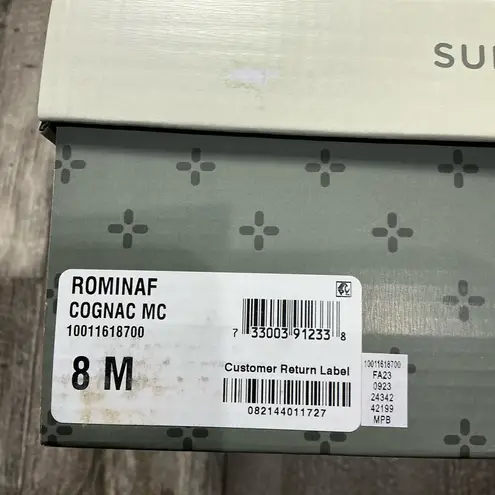 SU
ROMINAF
COGNAC MC
10011618700
8 M
7 33003 91233 8
Customer Return Label
082144011727
10011618700
FA23
0923
24342
42199
MPB